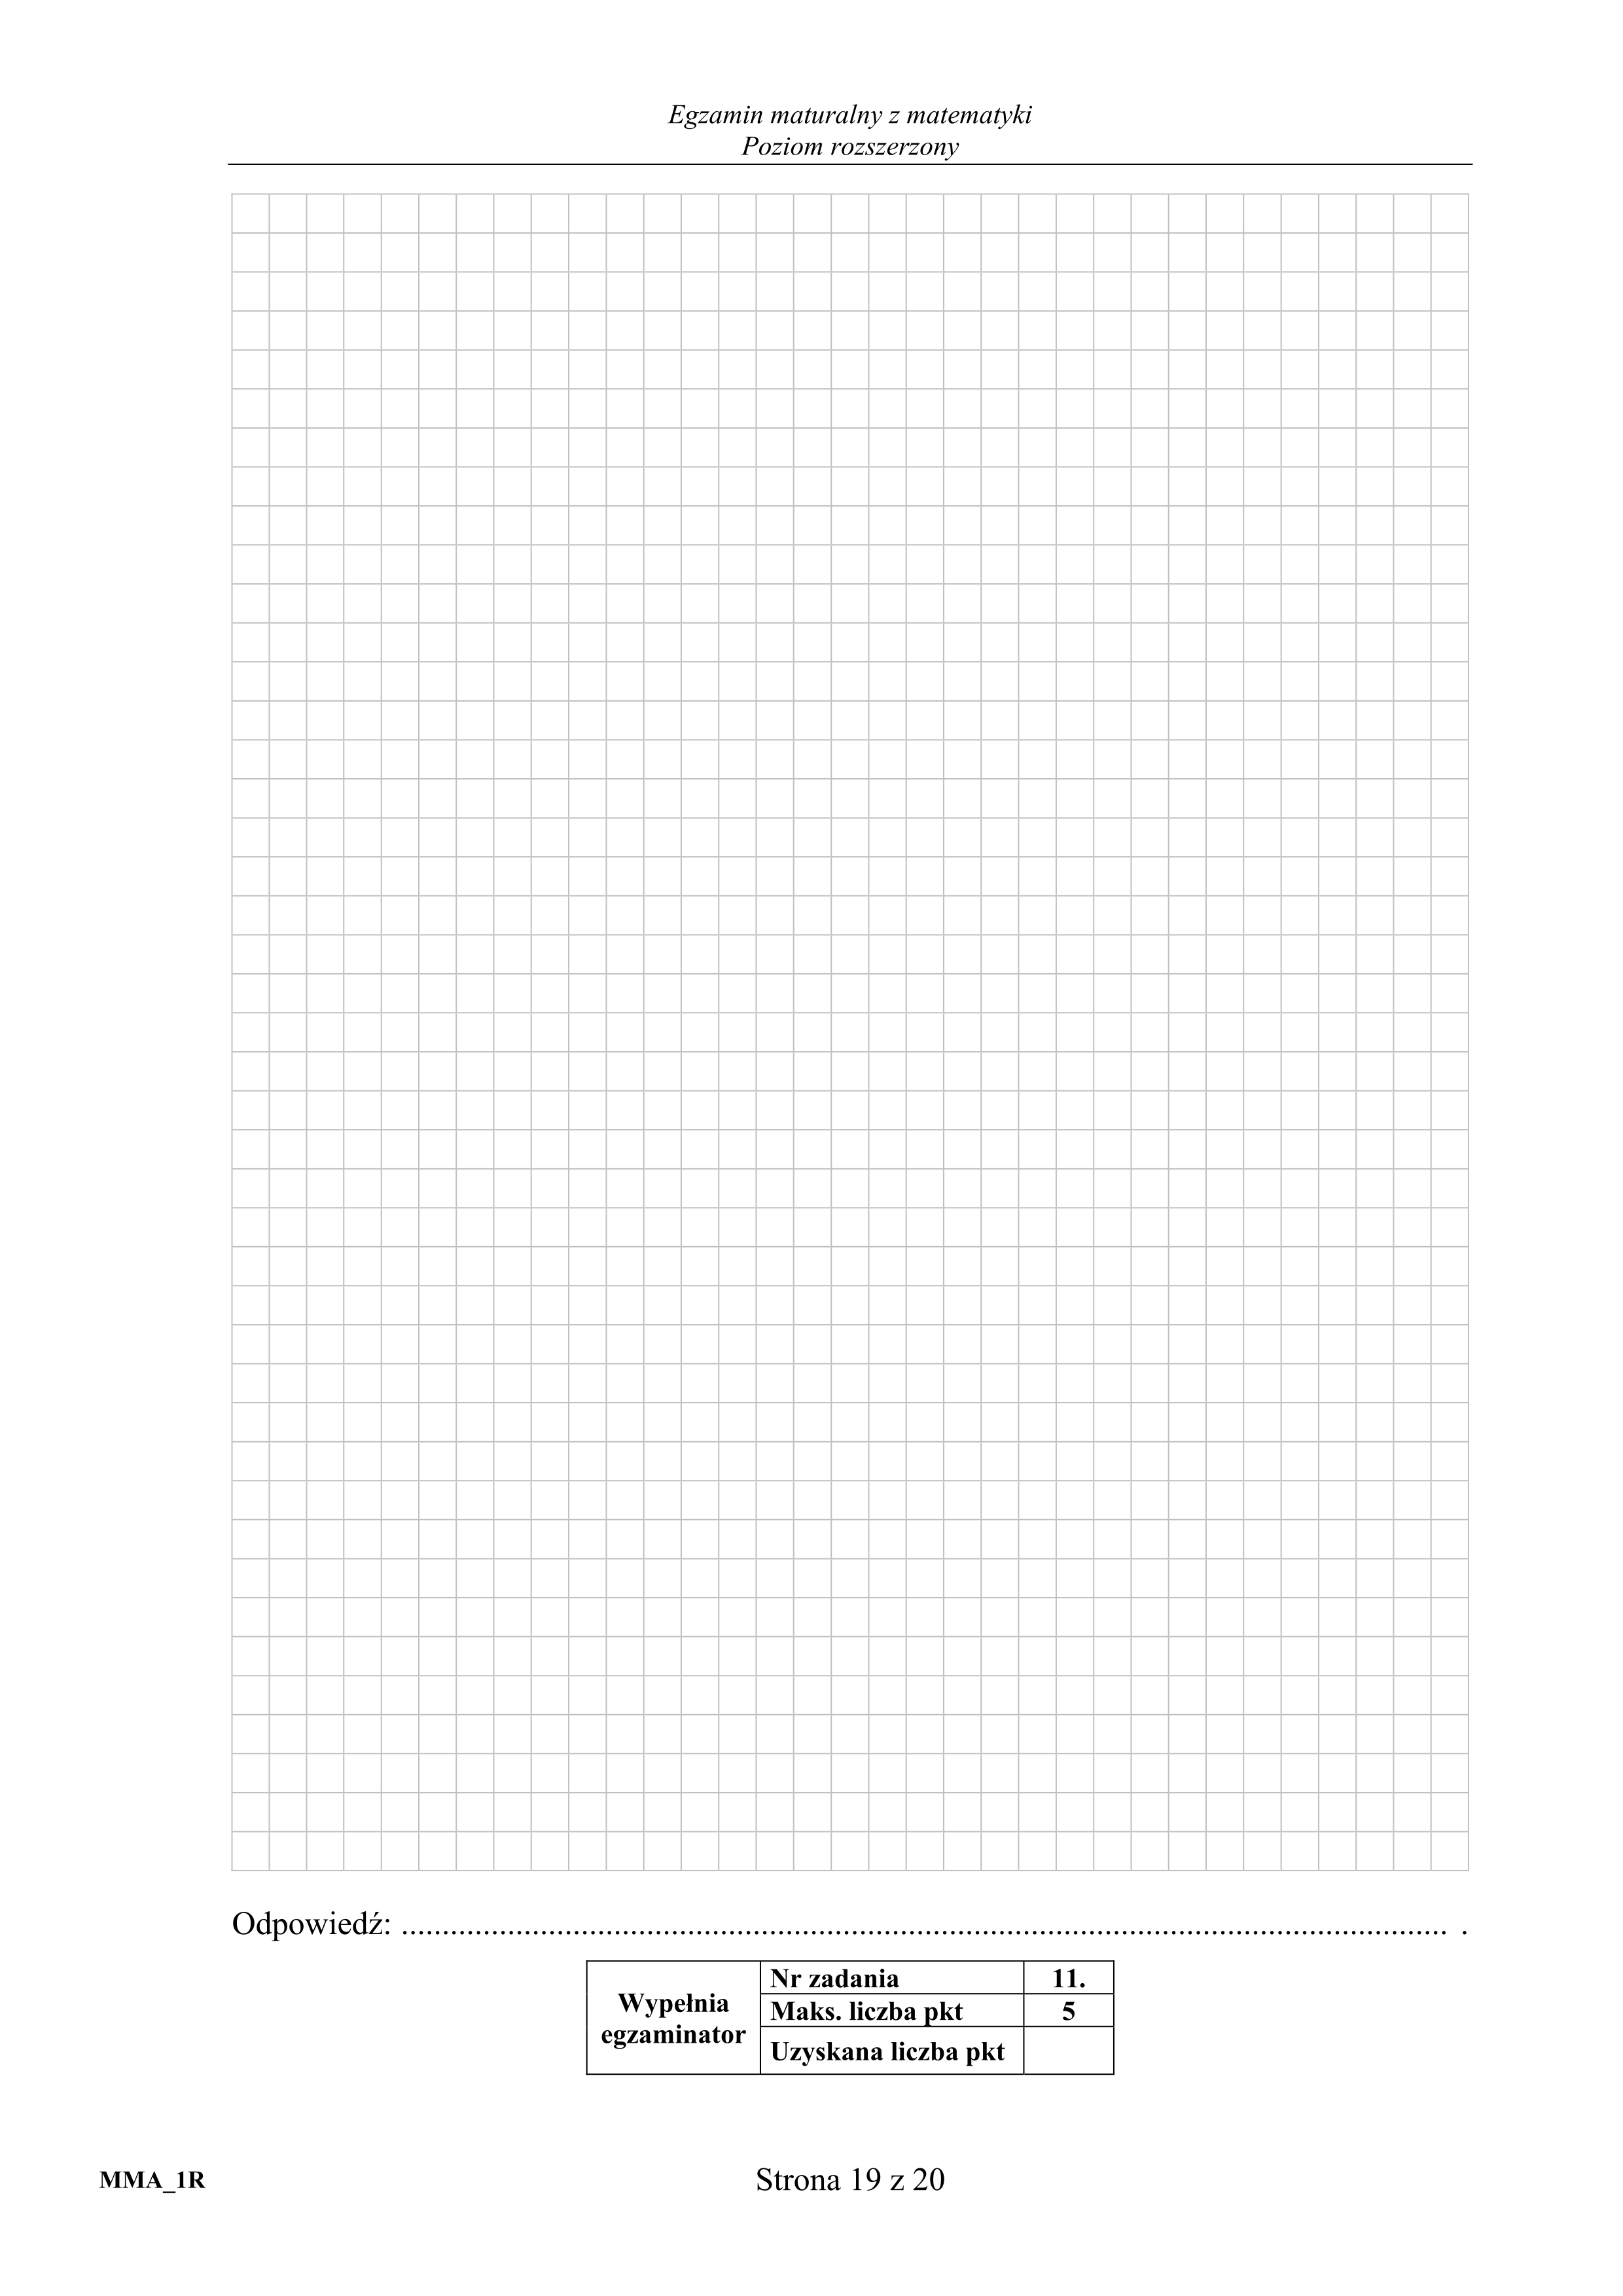 Egzamin maturalny z matematyki
Poziom rozszerzony
Odpowiedź: ................................................................................................................................ .
Wypełnia egzaminator
Nr zadania 11.
Maks. liczba pkt 5
Uzyskana liczba pkt
MMA_1R
Strona 19 z 20